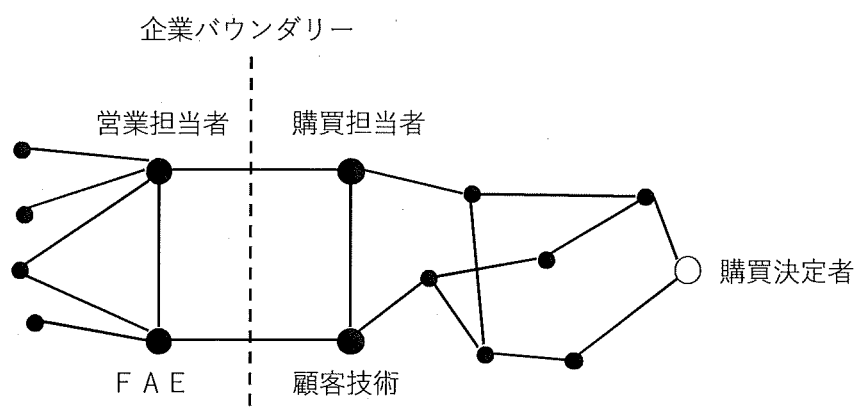 企業バウンダリー
営業担当者
購買担当者
購買決定者
ＦＡＥ
顧客技術